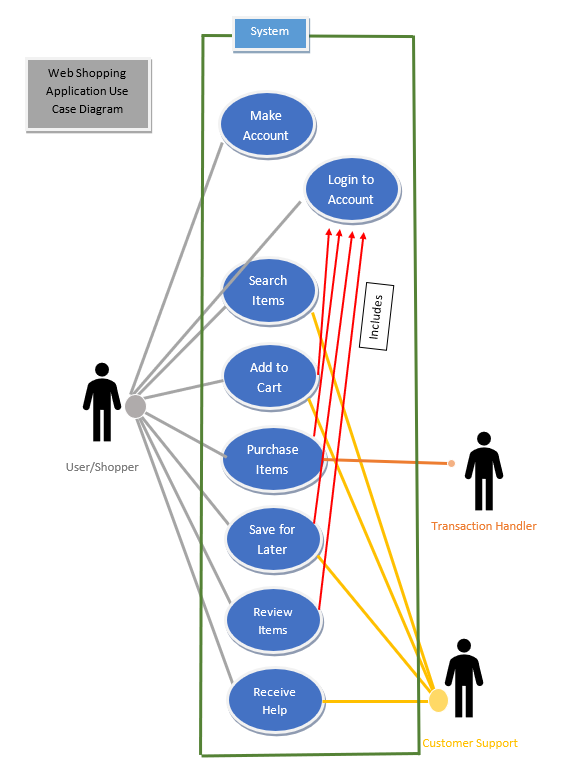 System
Web Shopping
Application Use
Case Diagram
Make
Account
Login to
Account
Search
Items
Includes
Add to
Cart
Purchase
Items
User/Shopper
Transaction Handler
Save for
Later
Review
Items
Receive
Help
Customer Support